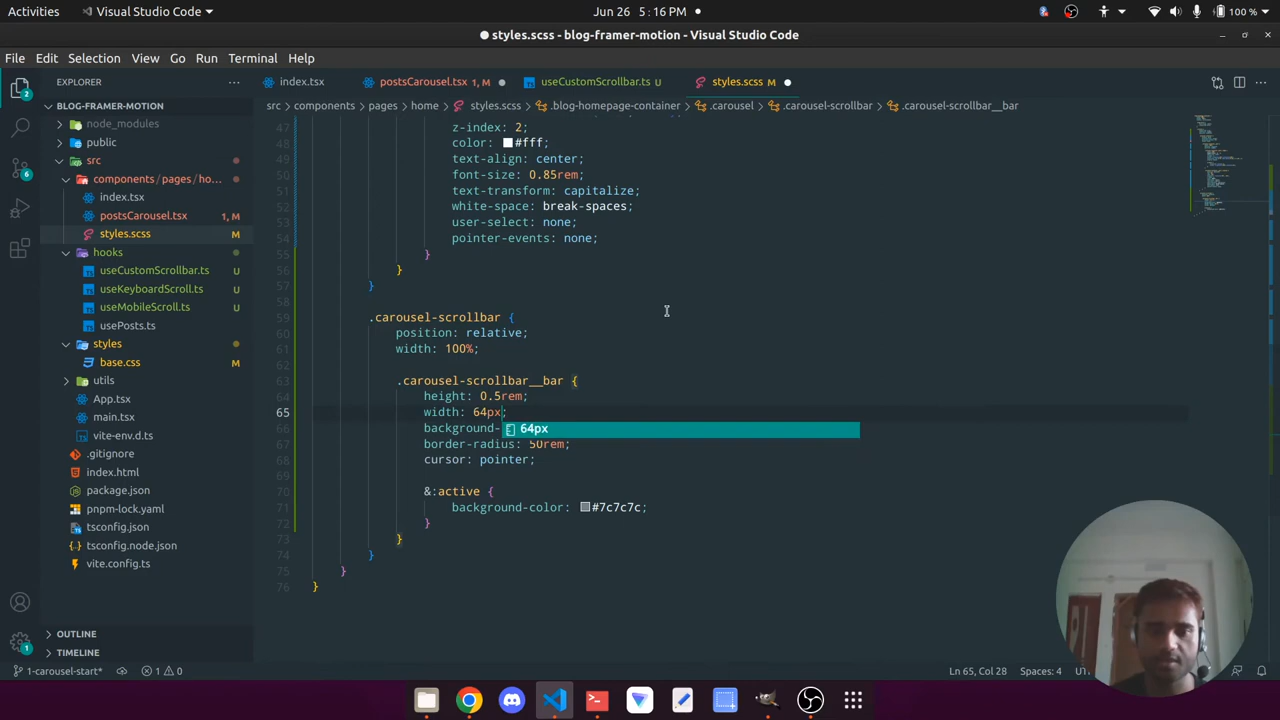 Activities
Visual Studio Code
Jun 26 5:16 PM
100 %
styles.scss - blog-framer-motion - Visual Studio Code
File Edit Selection View Go Run Terminal Help
EXPLORER
index.tsx
postsCarousel.tsx 1, M
useCustomScrollbar.ts U
styles.scss M
BLOG-FRAMER-MOTION
src > components > pages > home > styles.scss > .blog-homepage-container > .carousel > .carousel-scrollbar > .carousel-scrollbar__bar
node_modules
public
src
components / pages / ho...
index.tsx
postsCarousel.tsx 1, M
styles.scss M
hooks
useCustomScrollbar.ts U
useKeyboardScroll.ts U
useMobileScroll.ts U
usePosts.ts U
styles
base.css M
utils
App.tsx
main.tsx
vite-env.d.ts
.gitignore
index.html
package.json
pnpm-lock.yaml
tsconfig.json
tsconfig.node.json
vite.config.ts
OUTLINE
TIMELINE
47 z-index: 2;
48 color: #fff;
49 text-align: center;
50 font-size: 0.85rem;
51 text-transform: capitalize;
52 white-space: break-spaces;
53 user-select: none;
54 pointer-events: none;
55 }
56 }
57 }
58
59 .carousel-scrollbar {
60 position: relative;
61 width: 100%;
62
63 .carousel-scrollbar__bar {
64 height: 0.5rem;
65 width: 64px;
66 background-
64px
67 border-radius: 50rem;
68 cursor: pointer;
69
70 &:active {
71 background-color: #7c7c7c;
72 }
73 }
74 }
75 }
76 }
2
6
1
1-carousel-start*
1 0
Ln 65, Col 28
Spaces: 4